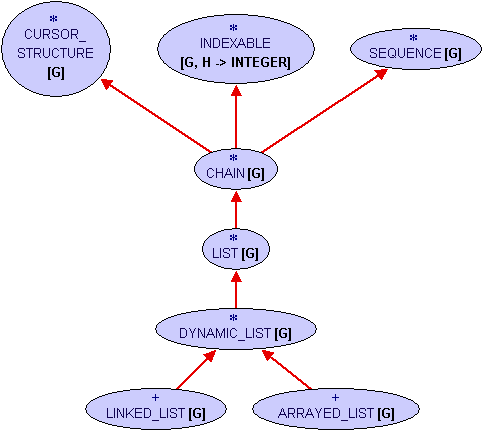 *
CURSOR_
STRUCTURE
[G]
*
INDEXABLE
[G, H -> INTEGER]
*
SEQUENCE [G]
*
CHAIN [G]
*
LIST [G]
*
DYNAMIC_LIST [G]
+
LINKED_LIST [G]
+
ARRAYED_LIST [G]